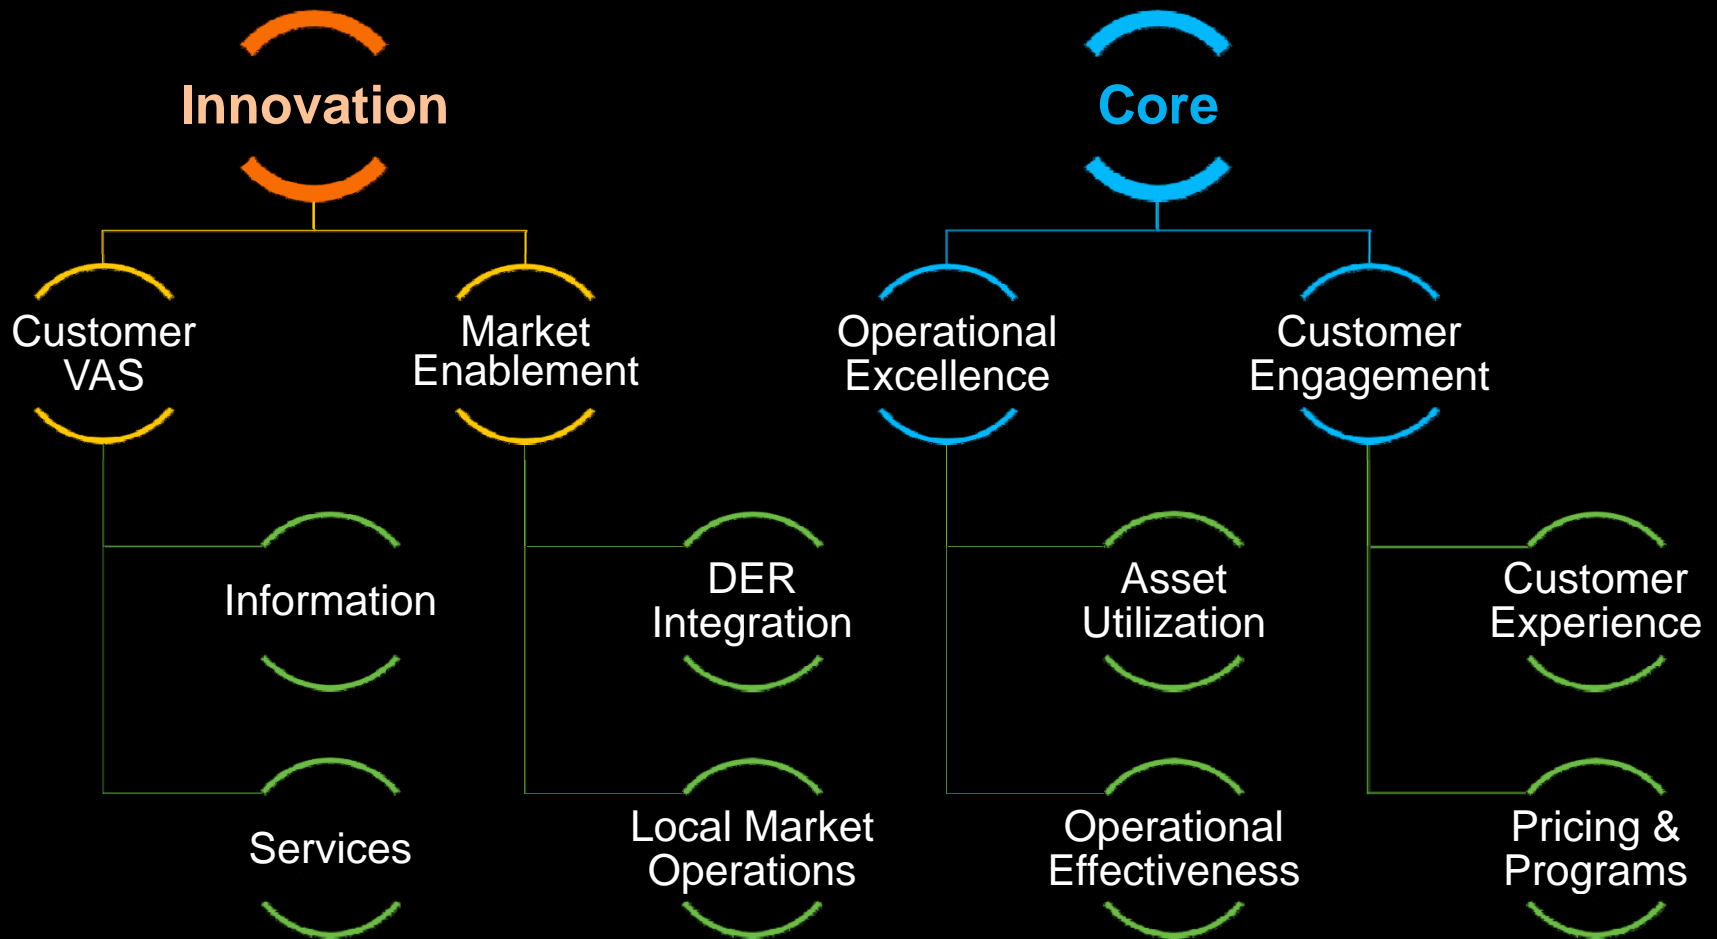 Innovation
Core
Customer
VAS
Market
Enablement
Operational
Excellence
Customer
Engagement
Information
DER
Integration
Asset
Utilization
Customer
Experience
Services
Local Market
Operations
Operational
Effectiveness
Pricing &
Programs